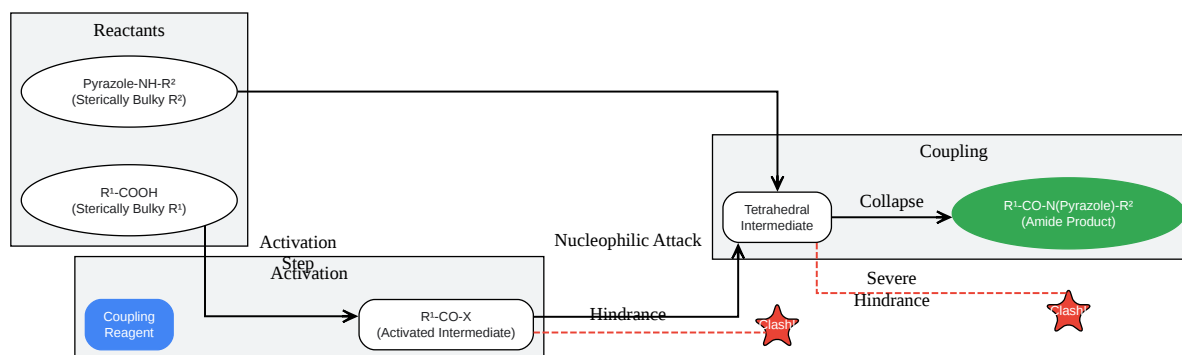 Reactants
Pyrazole-NH-R²
(Sterically Bulky R²)
R¹-COOH
(Sterically Bulky R¹)
Coupling
Tetrahedral
Intermediate
Collapse
R¹-CO-N(Pyrazole)-R²
(Amide Product)
Nucleophilic Attack
Activation
Step
Activation
Severe
Hindrance
Coupling
Reagent
R¹-CO-X
(Activated Intermediate)
Hindrance
Clash!
Clash!